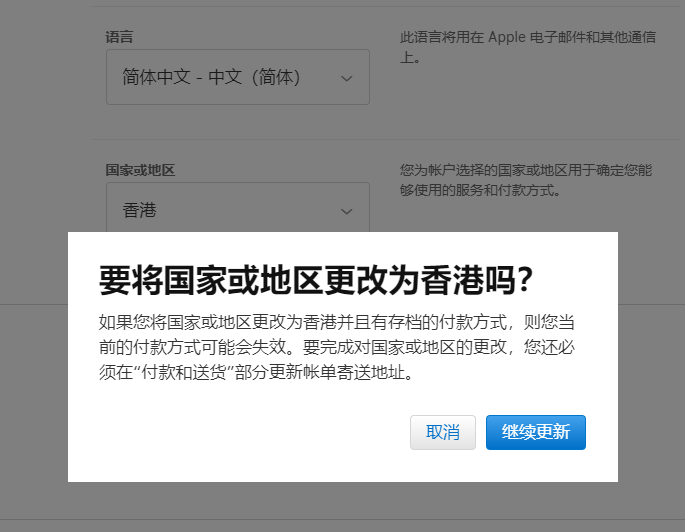 语言
此语言将用在 Apple 电子邮件和其他通信
上。
简体中文 - 中文（简体）
国家或地区
您为帐户选择的国家或地区用于确定您能
够使用的服务和付款方式。
香港
要将国家或地区更改为香港吗？
如果您将国家或地区更改为香港并且有存档的付款方式，则您当
前的付款方式可能会失效。要完成对国家或地区的更改，您还必
须在“付款和送货”部分更新帐单寄送地址。
取消
继续更新